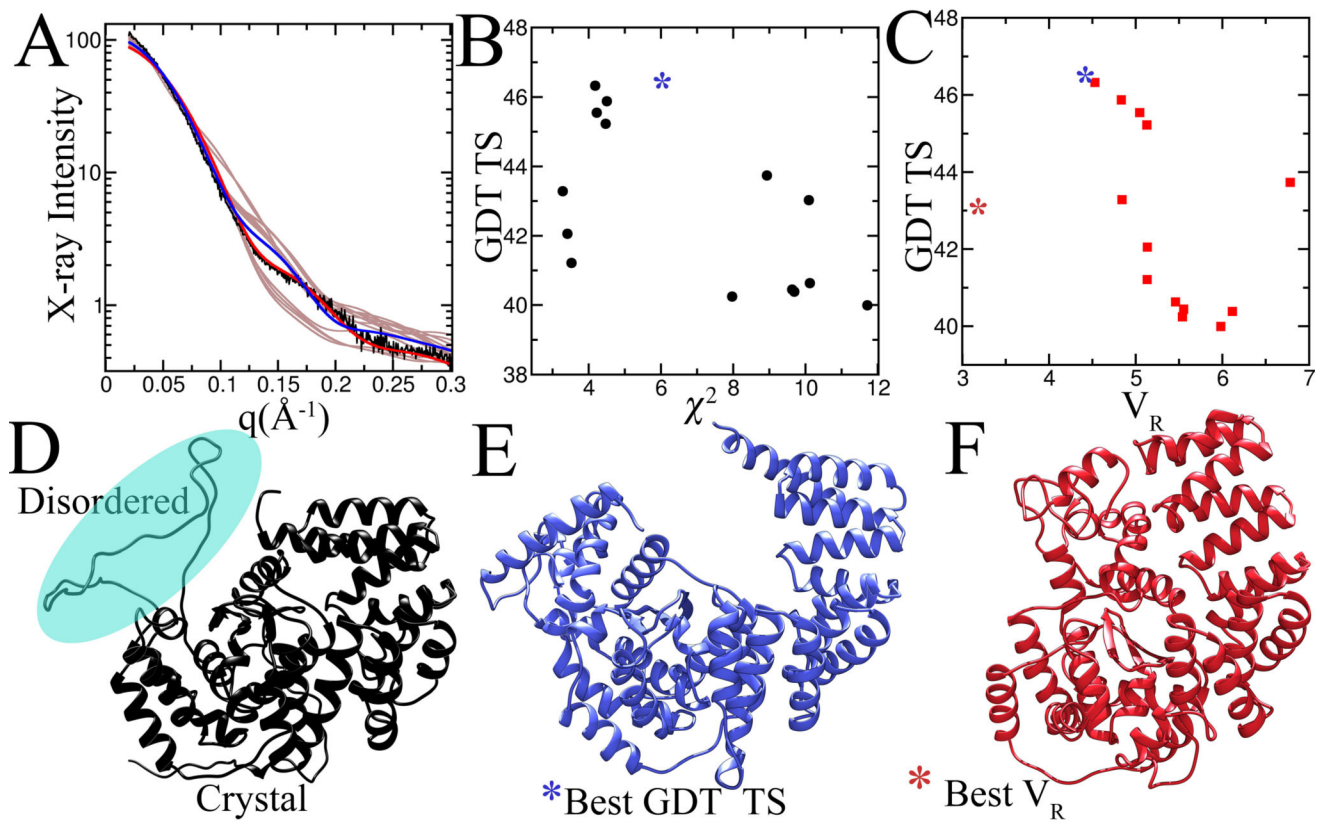 A
X-ray Intensity
100
10
1
0
0.05
0.1
0.15
0.2
0.25
0.3
q(Å⁻¹)
B
GDT TS
48
46
44
42
40
38
4
6
8
10
12
χ²
*
C
GDT TS
48
46
44
42
40
3
4
5
6
7
V_R
*
*
D
Disordered
Crystal
E
*Best GDT TS
F
* Best V_R